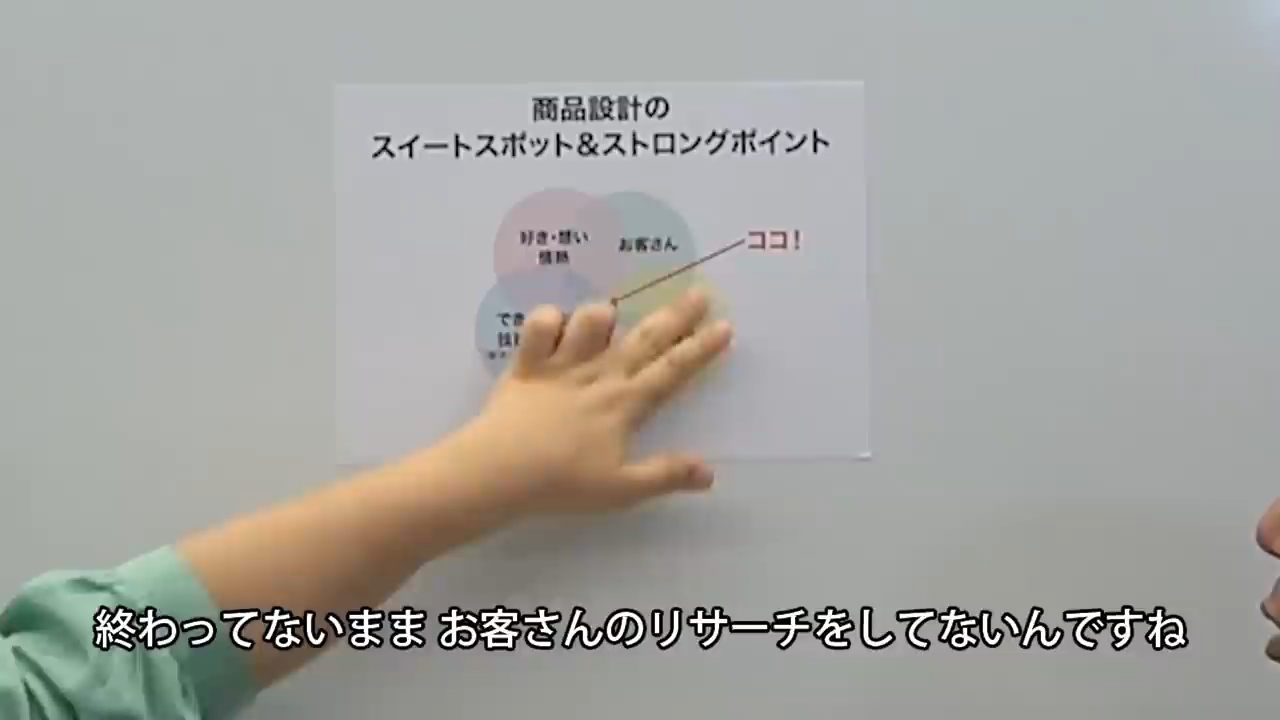 商品設計の
スイートスポット&ストロングポイント
好き・想い
情熱
お客さん
ココ!
でき
終わってないまま お客さんのリサーチをしてないんですね